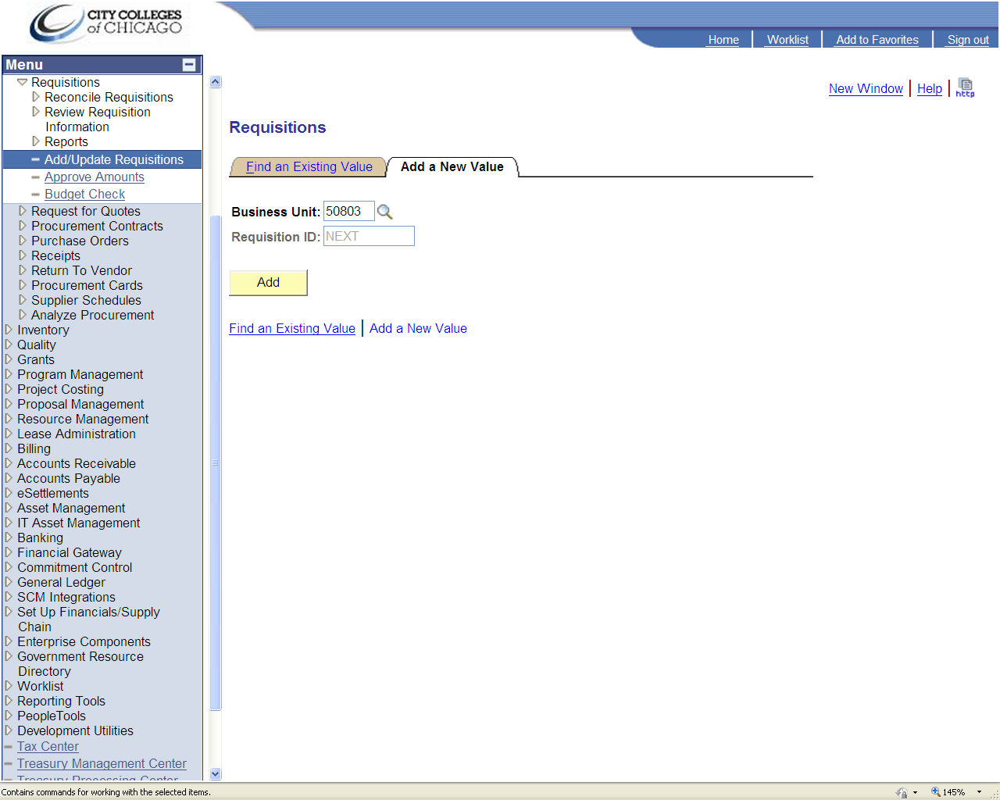 CITY COLLEGES
of CHICAGO
Home
Worklist
Add to Favorites
Sign out
Menu
Requisitions
Reconcile Requisitions
Review Requisition
Information
Reports
Add/Update Requisitions
Approve Amounts
Budget Check
Request for Quotes
Procurement Contracts
Purchase Orders
Receipts
Return To Vendor
Procurement Cards
Supplier Schedules
Analyze Procurement
Inventory
Quality
Grants
Program Management
Project Costing
Proposal Management
Resource Management
Lease Administration
Billing
Accounts Receivable
Accounts Payable
eSettlements
Asset Management
IT Asset Management
Banking
Financial Gateway
Commitment Control
General Ledger
SCM Integrations
Set Up Financials/Supply
Chain
Enterprise Components
Government Resource
Directory
Worklist
Reporting Tools
PeopleTools
Development Utilities
Tax Center
Treasury Management Center
Treasury Processing Center
New Window
Help
http
Requisitions
Find an Existing Value
Add a New Value
Business Unit: 50803
Requisition ID: NEXT
Add
Find an Existing Value
Add a New Value
Contains commands for working with the selected items.
145%